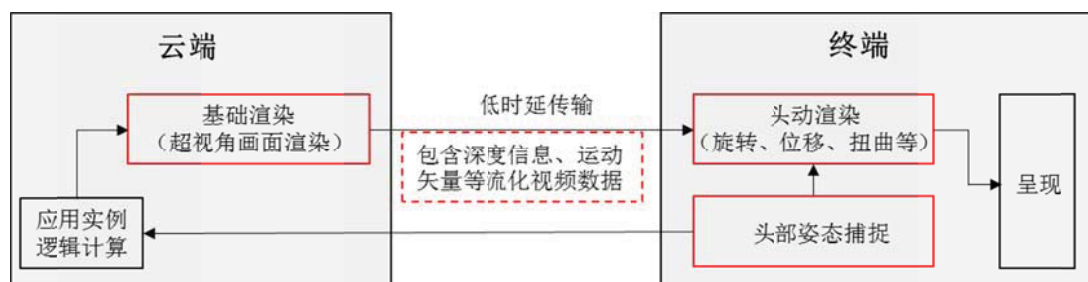 云端
终端
基础渲染
（超视角画面渲染）
低时延传输
头动渲染
（旋转、位移、扭曲等）
包含深度信息、运动
矢量等流化视频数据
呈现
应用实例
逻辑计算
头部姿态捕捉